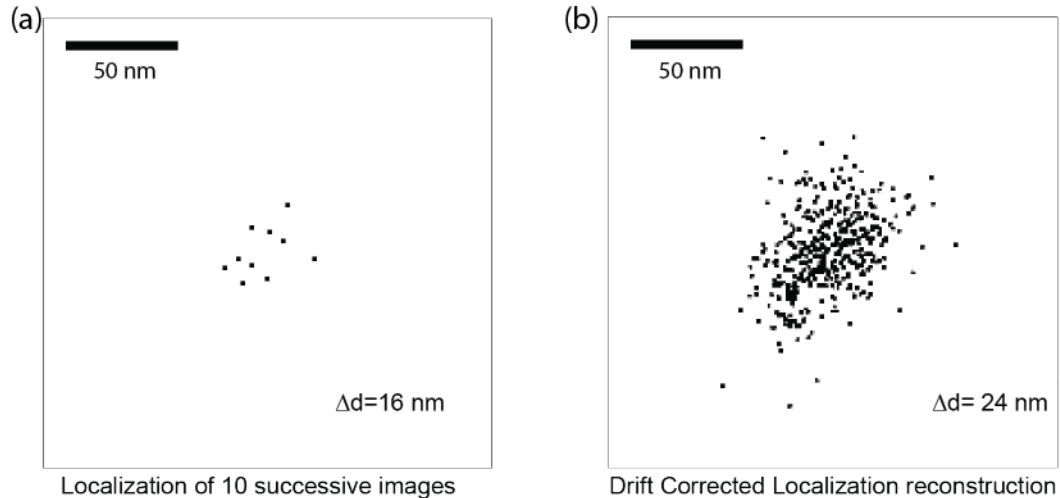 (a)
50 nm
Δd=16 nm
Localization of 10 successive images
(b)
50 nm
Δd= 24 nm
Drift Corrected Localization reconstruction